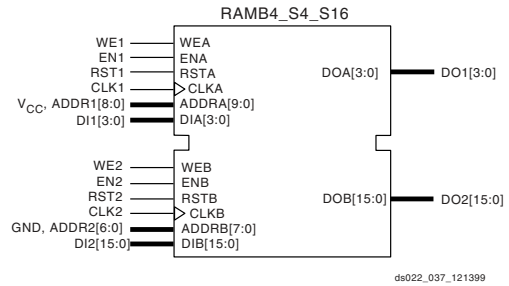 RAMB4_S4_S16
WE1 WEA
EN1 ENA
RST1 RSTA DOA[3:0] DO1[3:0]
CLK1 CLKA
VCC, ADDR1[8:0] ADDRA[9:0]
DI1[3:0] DIA[3:0]
WE2 WEB
EN2 ENB
RST2 RSTB DOB[15:0] DO2[15:0]
CLK2 CLKB
GND, ADDR2[6:0] ADDRB[7:0]
DI2[15:0] DIB[15:0]
ds022_037_121399